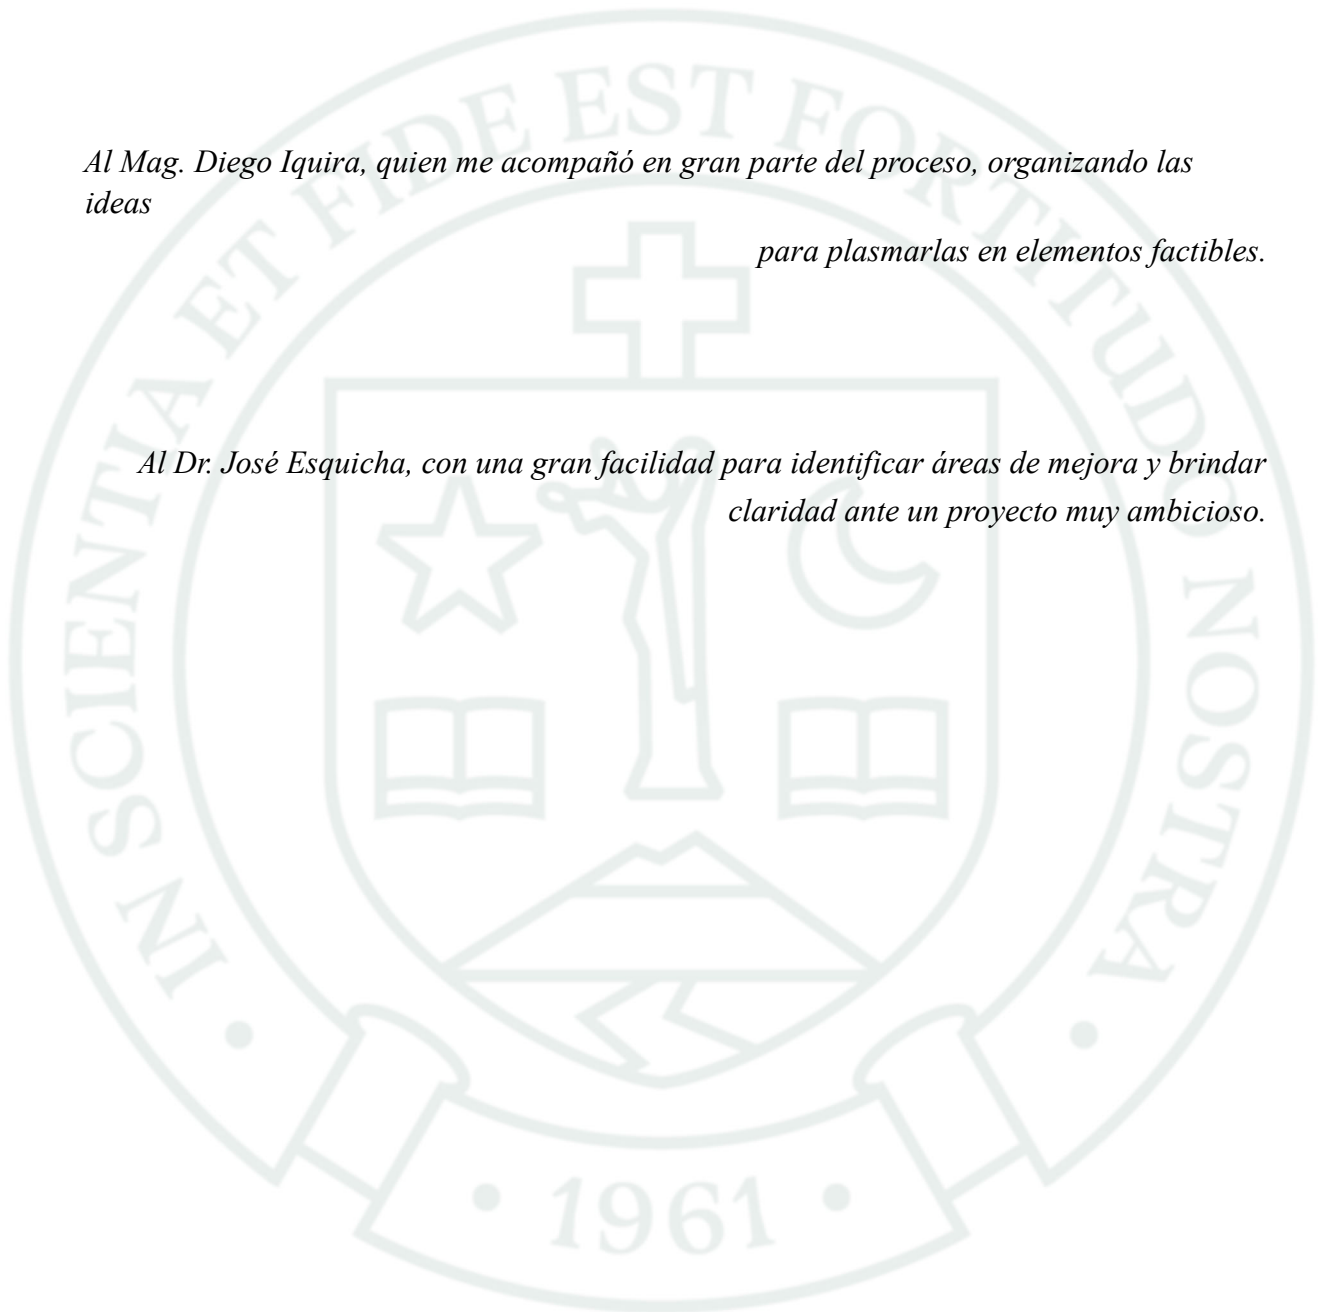 Al Mag. Diego Iquira, quien me acompañó en gran parte del proceso, organizando las
ideas
para plasmarlas en elementos factibles.
Al Dr. José Esquicha, con una gran facilidad para identificar áreas de mejora y brindar
claridad ante un proyecto muy ambicioso.
IN SCIENTIA ET FIDE EST FORTITUDO NOSTRA
• 1961 •